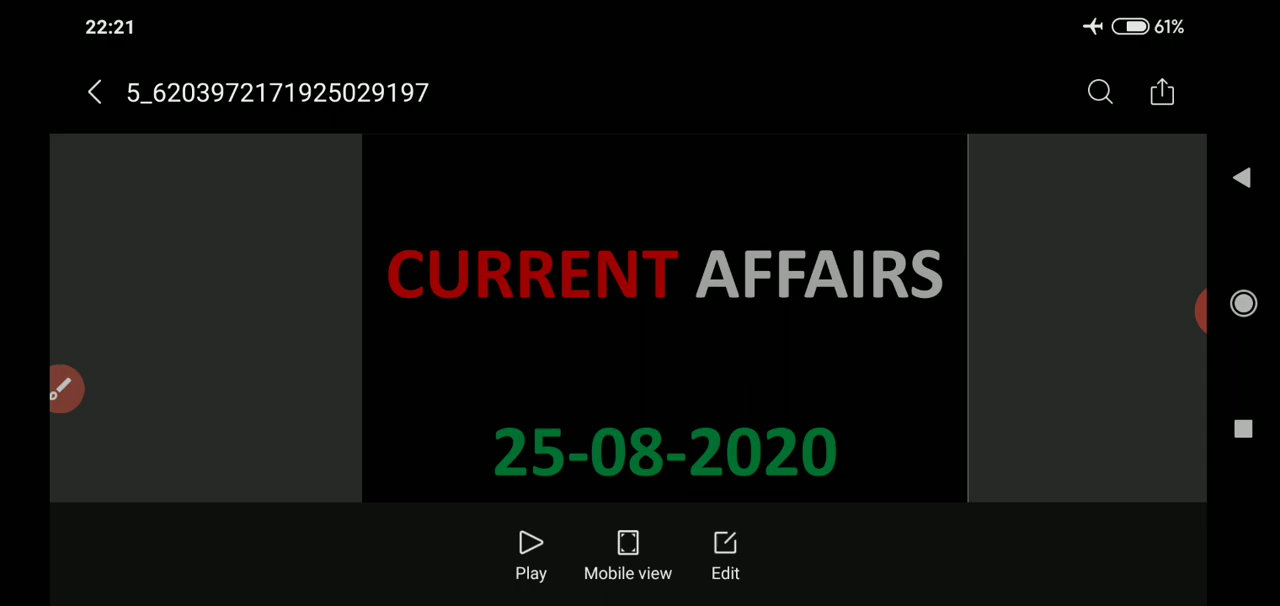 22:21
61%
5_6203972171925029197
CURRENT AFFAIRS
25-08-2020
Play
Mobile view
Edit